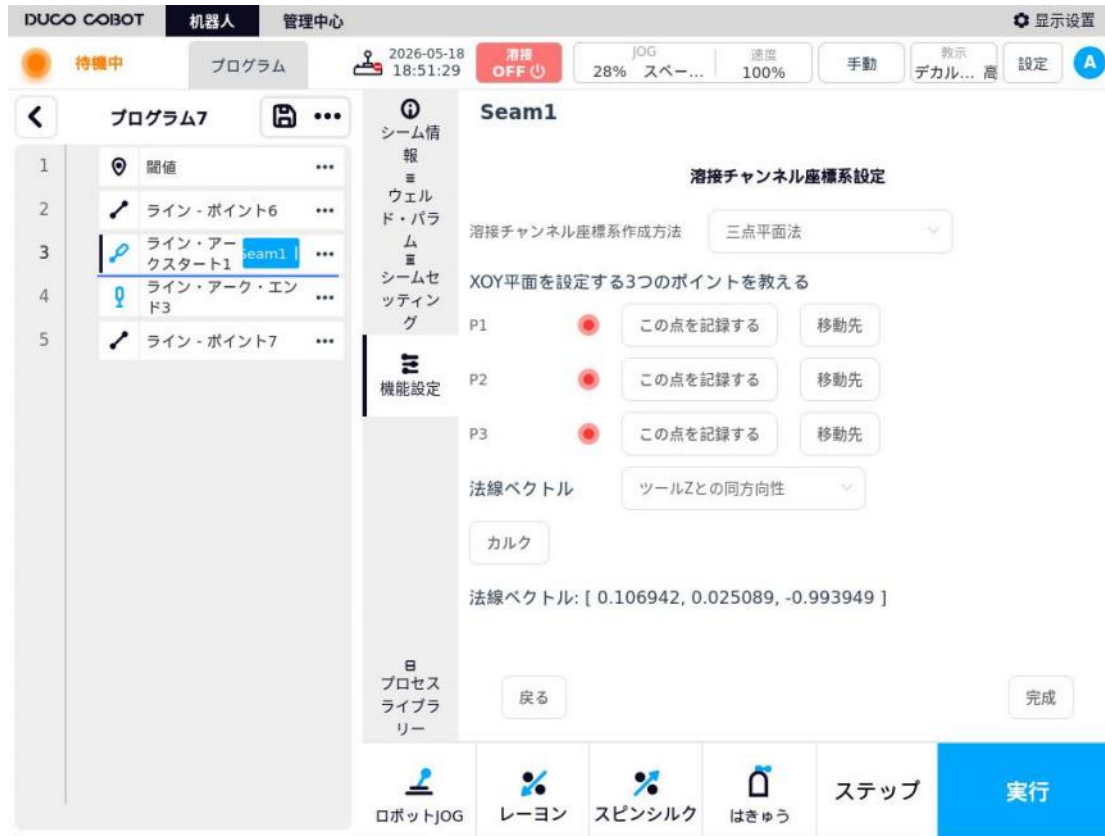 DUCO COBOT 机器人 管理中心 显示设置
待機中 プログラム 2026-05-18 18:51:29 溶接 OFF JOG 28% スペー... 速度 100% 手動 教示 デカル... 高 設定 A
プログラム7
1 閾値
2 ライン - ポイント6
3 ライン・アークスタート1 Seam1
4 ライン・アーク・エンド3
5 ライン - ポイント7
シーム情報
ウェルド・パラム
シームセッティング
機能設定
プロセスライブラリー
Seam1
溶接チャンネル座標系設定
溶接チャンネル座標系作成方法 三点平面法
XOY平面を設定する3つのポイントを教える
P1 この点を記録する 移動先
P2 この点を記録する 移動先
P3 この点を記録する 移動先
法線ベクトル ツールZとの同方向性
カルク
法線ベクトル: [ 0.106942, 0.025089, -0.993949 ]
戻る 完成
ロボットJOG レーヨン スピンシルク はきゅう ステップ 実行